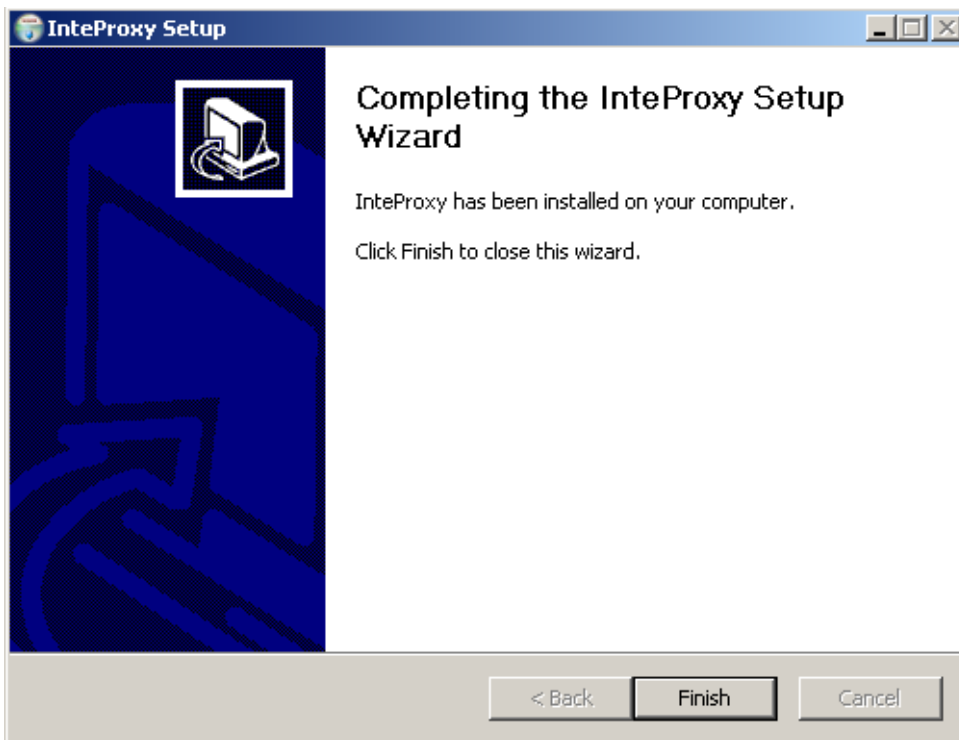 InteProxy Setup
Completing the InteProxy Setup
Wizard
InteProxy has been installed on your computer.
Click Finish to close this wizard.
< Back
Finish
Cancel